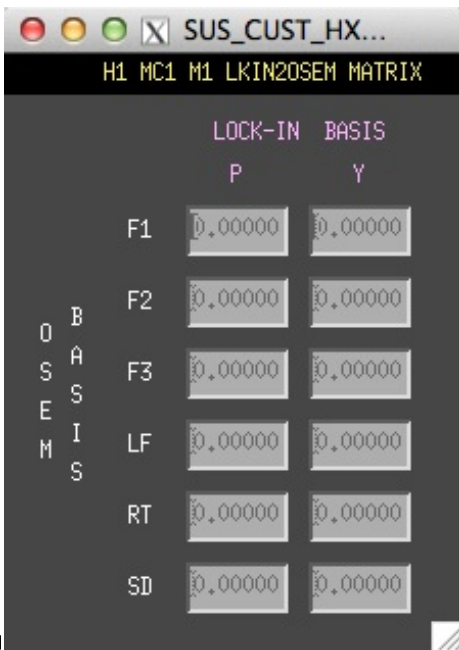 SUS_CUST_HX...
H1 MC1 M1 LKIN2OSEM MATRIX
LOCK-IN BASIS
P Y
F1 0.00000 0.00000
F2 0.00000 0.00000
F3 0.00000 0.00000
LF 0.00000 0.00000
RT 0.00000 0.00000
SD 0.00000 0.00000
OSEM
BASIS